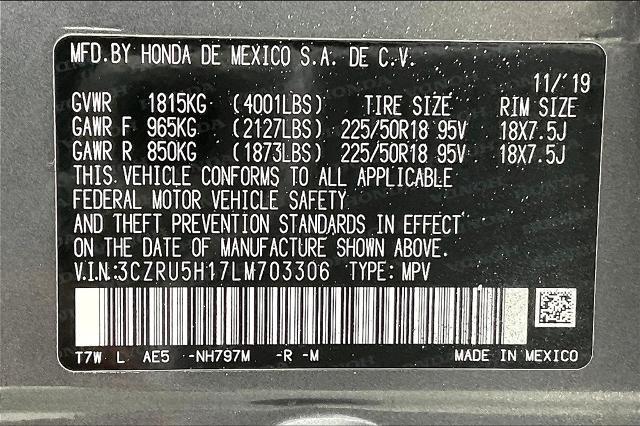 MFD.BY HONDA DE MEXICO S.A. DE C.V.
11/'19
GVWR 1815KG (4001LBS) TIRE SIZE RIM SIZE
GAWR F 965KG (2127LBS) 225/50R18 95V 18X7.5J
GAWR R 850KG (1873LBS) 225/50R18 95V 18X7.5J
THIS VEHICLE CONFORMS TO ALL APPLICABLE
FEDERAL MOTOR VEHICLE SAFETY
AND THEFT PREVENTION STANDARDS IN EFFECT
ON THE DATE OF MANUFACTURE SHOWN ABOVE.
V.I.N.:3CZRU5H17LM703306 TYPE: MPV
T7W L AE5 -NH797M -R -M MADE IN MEXICO